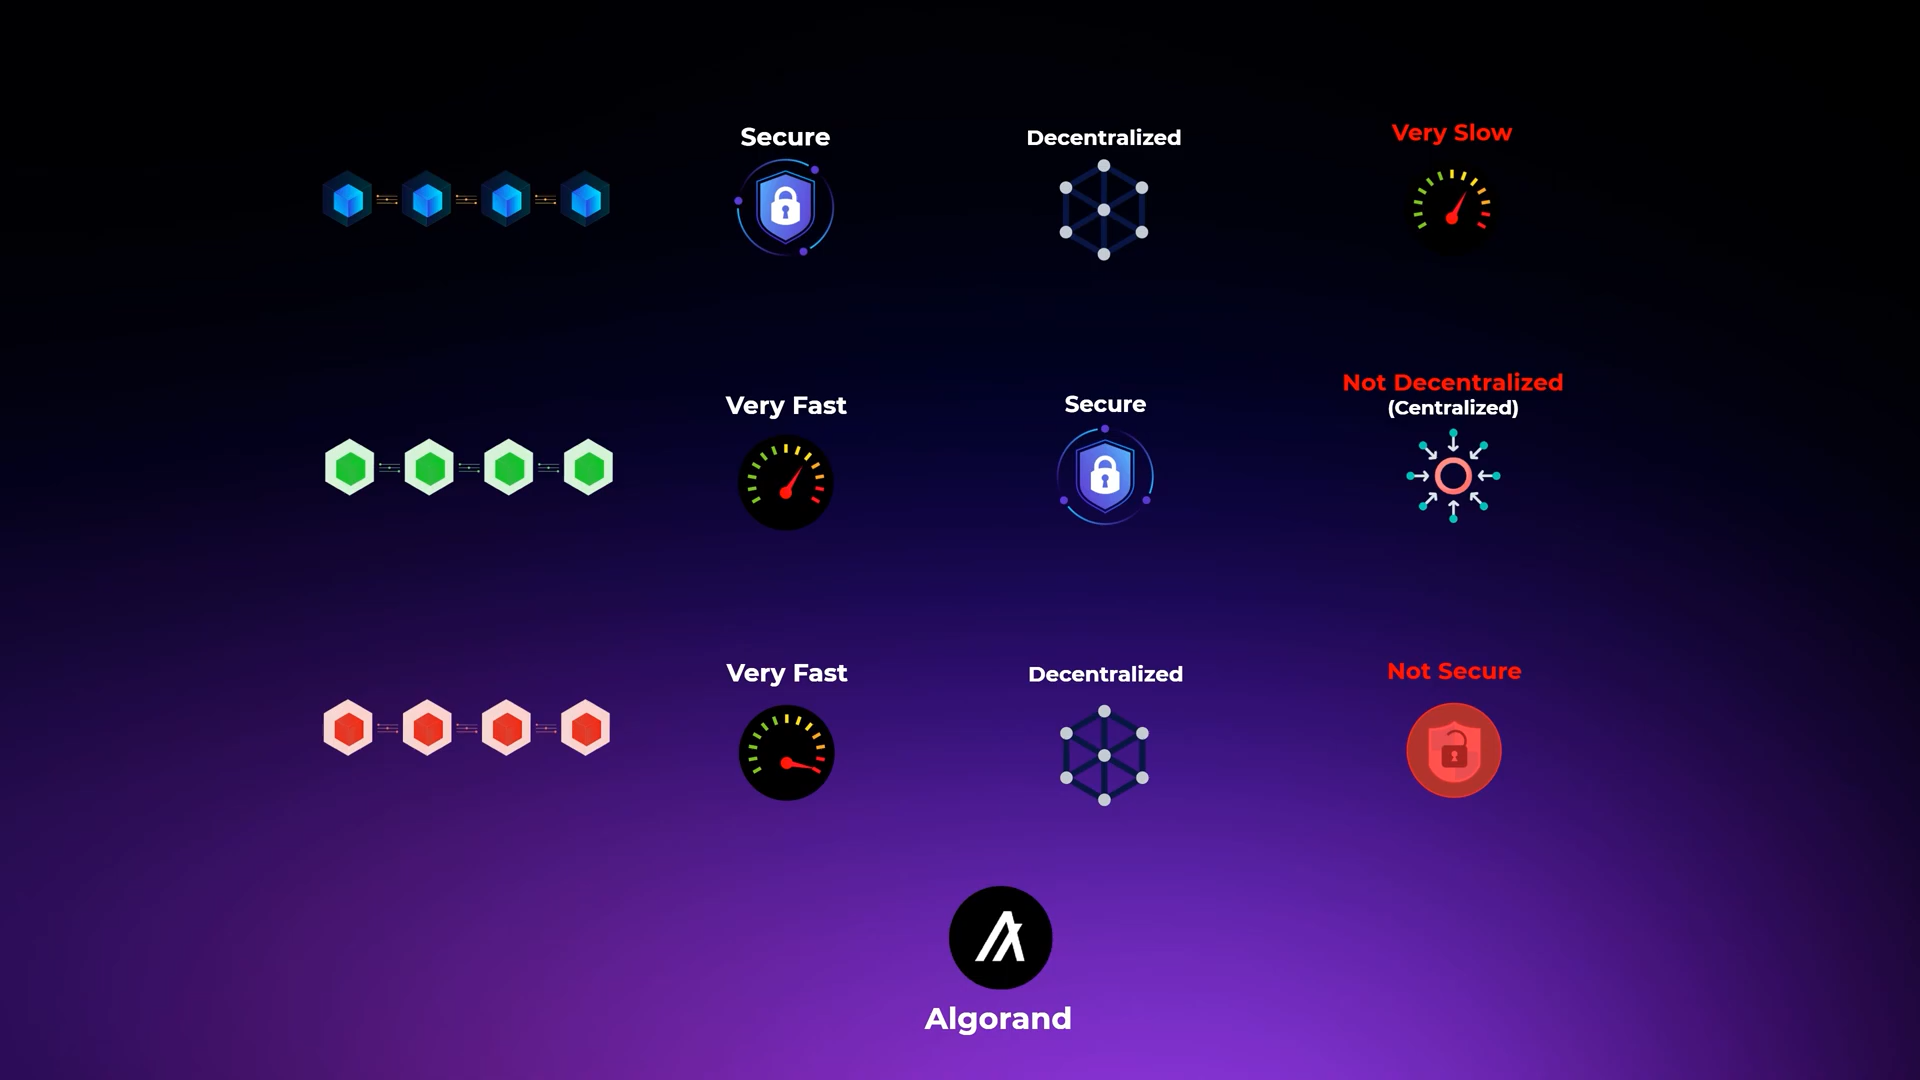 Secure
Decentralized
Very Slow
Very Fast
Secure
Not Decentralized
(Centralized)
Very Fast
Decentralized
Not Secure
Algorand